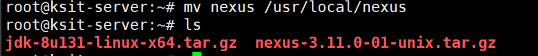 root@ksit-server:~# mv nexus /usr/local/nexus
root@ksit-server:~# ls
jdk-8u131-linux-x64.tar.gz  nexus-3.11.0-01-unix.tar.gz